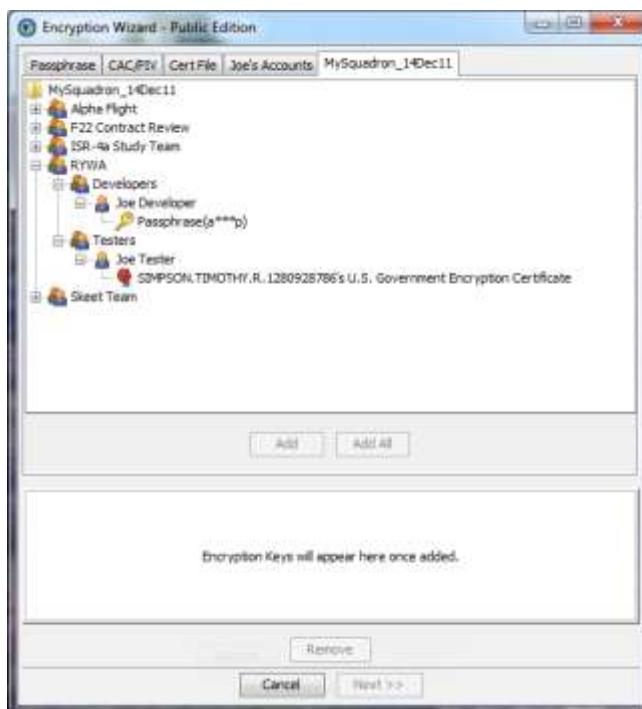 Encryption Wizard - Public Edition
Passphrase CAC/PIV Cert File Joe's Accounts MySquadron_14Dec11
MySquadron_14Dec11
Alpha Flight
F22 Contract Review
ISR-4a Study Team
RYWA
Developers
Joe Developer
Passphrase(a***p)
Testers
Joe Tester
SIMPSON.TIMOTHY.R.1280928786's U.S. Government Encryption Certificate
Skeet Team
Add Add All
Encryption Keys will appear here once added.
Remove
Cancel Next >>